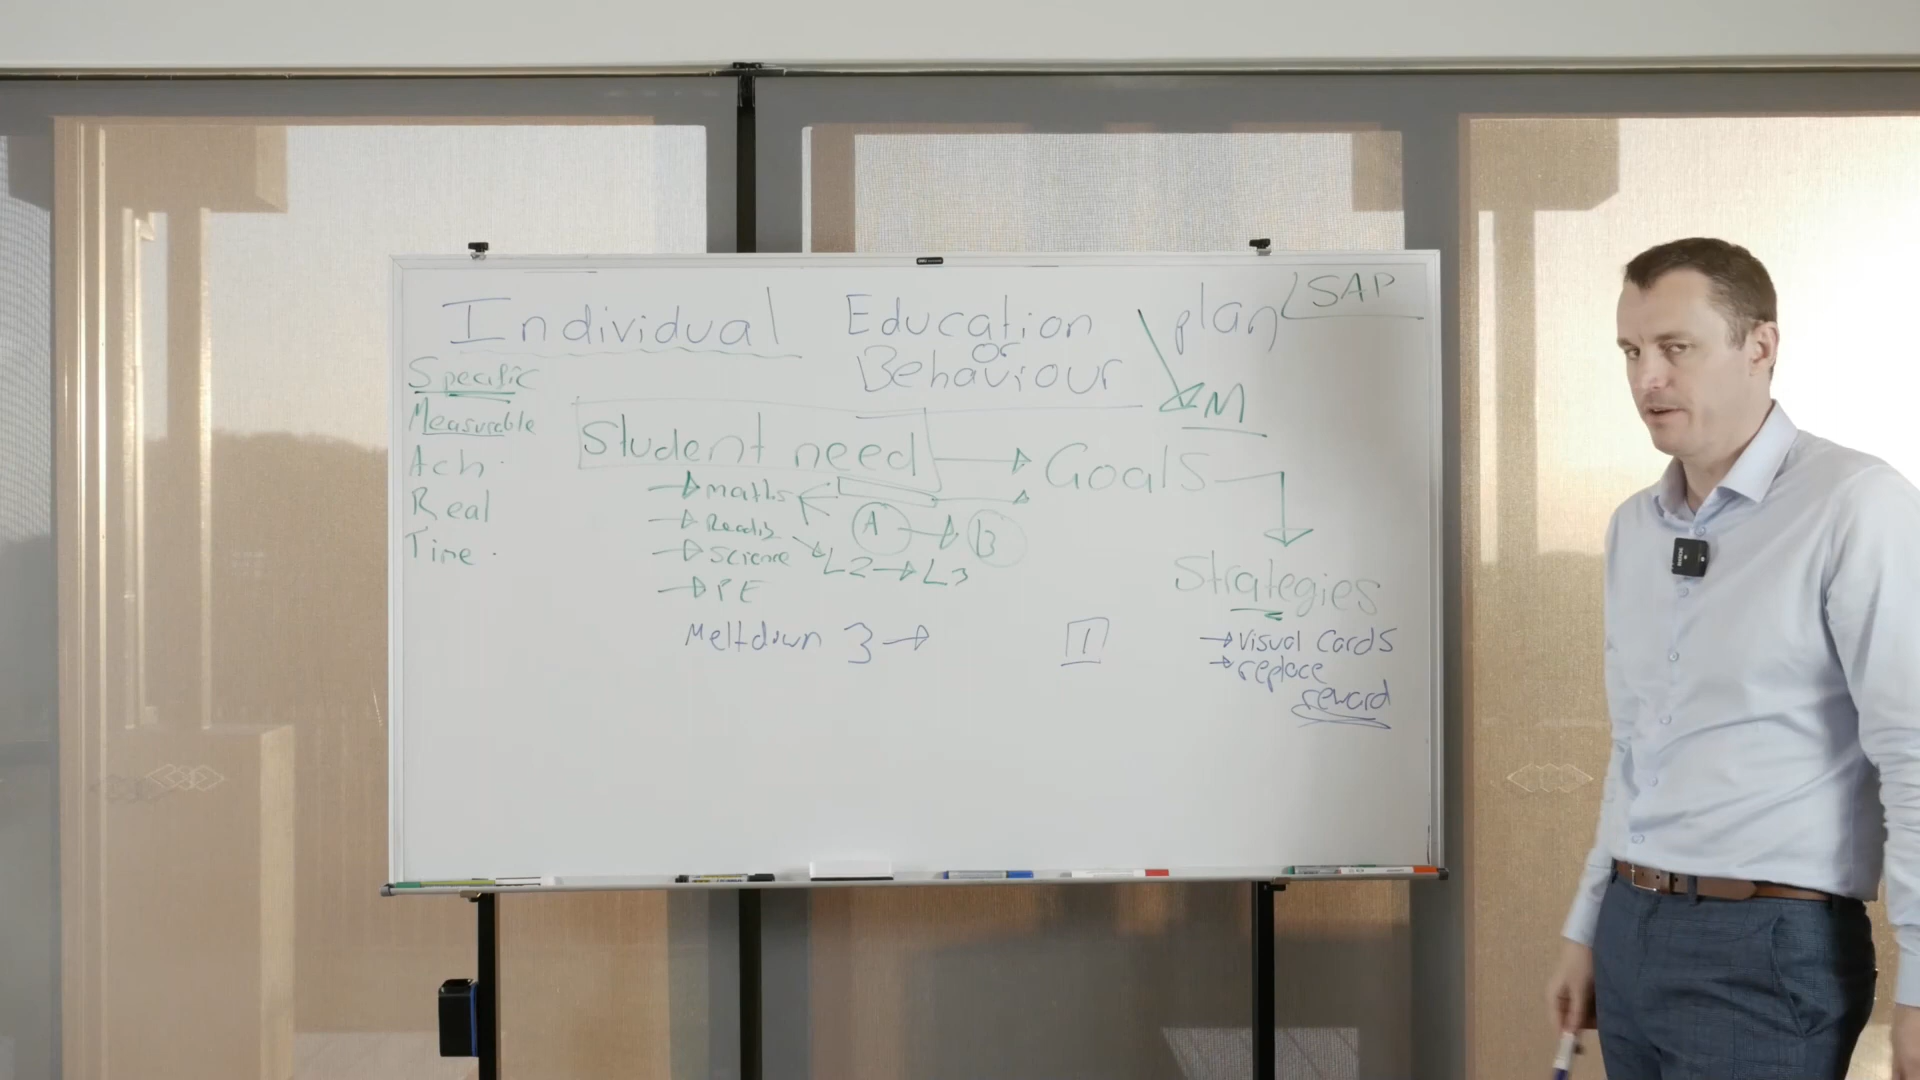 Individual Education plan SAP
or
Behaviour
Specific
Measurable
Ach.
Real
Time.
M
Student need → Goals
→ maths
→ Science
→ PE
A → B
L2 → L3
Strategies
Meltdown 3 → 1
→ Visual Cards
→ replace
reward